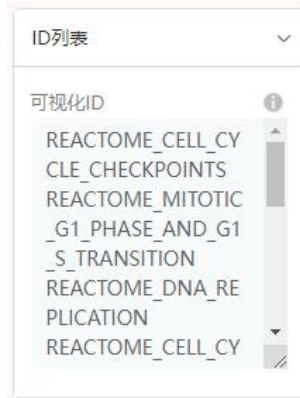 ID列表
可视化ID
REACTOME_CELL_CY
CLE_CHECKPOINTS
REACTOME_MITOTIC
_G1_PHASE_AND_G1
_S_TRANSITION
REACTOME_DNA_RE
PLICATION
REACTOME_CELL_CY